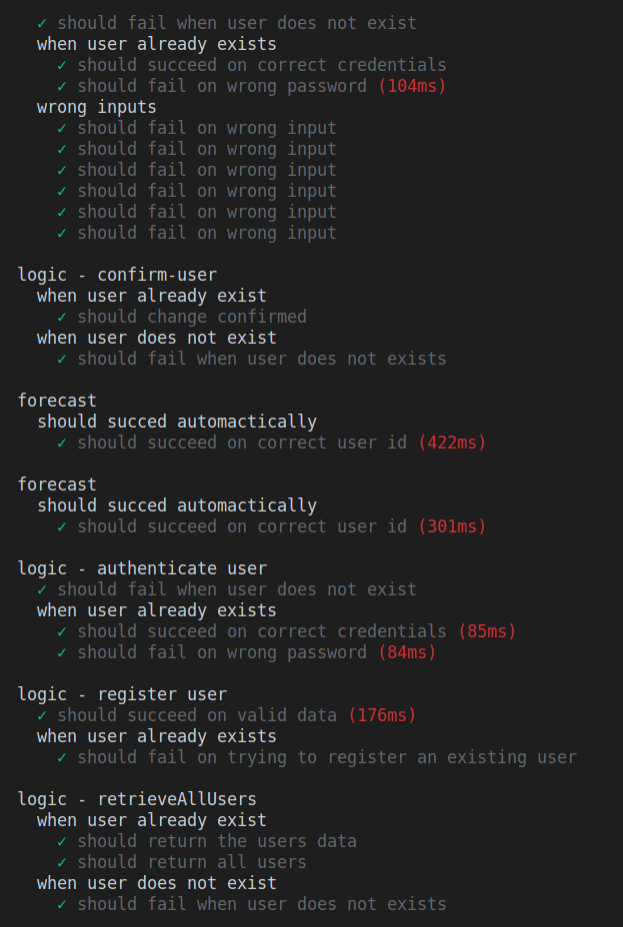 ✓ should fail when user does not exist
when user already exists
✓ should succeed on correct credentials
✓ should fail on wrong password (104ms)
wrong inputs
✓ should fail on wrong input
✓ should fail on wrong input
✓ should fail on wrong input
✓ should fail on wrong input
✓ should fail on wrong input
✓ should fail on wrong input
logic - confirm-user
when user already exist
✓ should change confirmed
when user does not exist
✓ should fail when user does not exists
forecast
should succed automactically
✓ should succeed on correct user id (422ms)
forecast
should succed automactically
✓ should succeed on correct user id (301ms)
logic - authenticate user
✓ should fail when user does not exist
when user already exists
✓ should succeed on correct credentials (85ms)
✓ should fail on wrong password (84ms)
logic - register user
✓ should succeed on valid data (176ms)
when user already exists
✓ should fail on trying to register an existing user
logic - retrieveAllUsers
when user already exist
✓ should return the users data
✓ should return all users
when user does not exist
✓ should fail when user does not exists